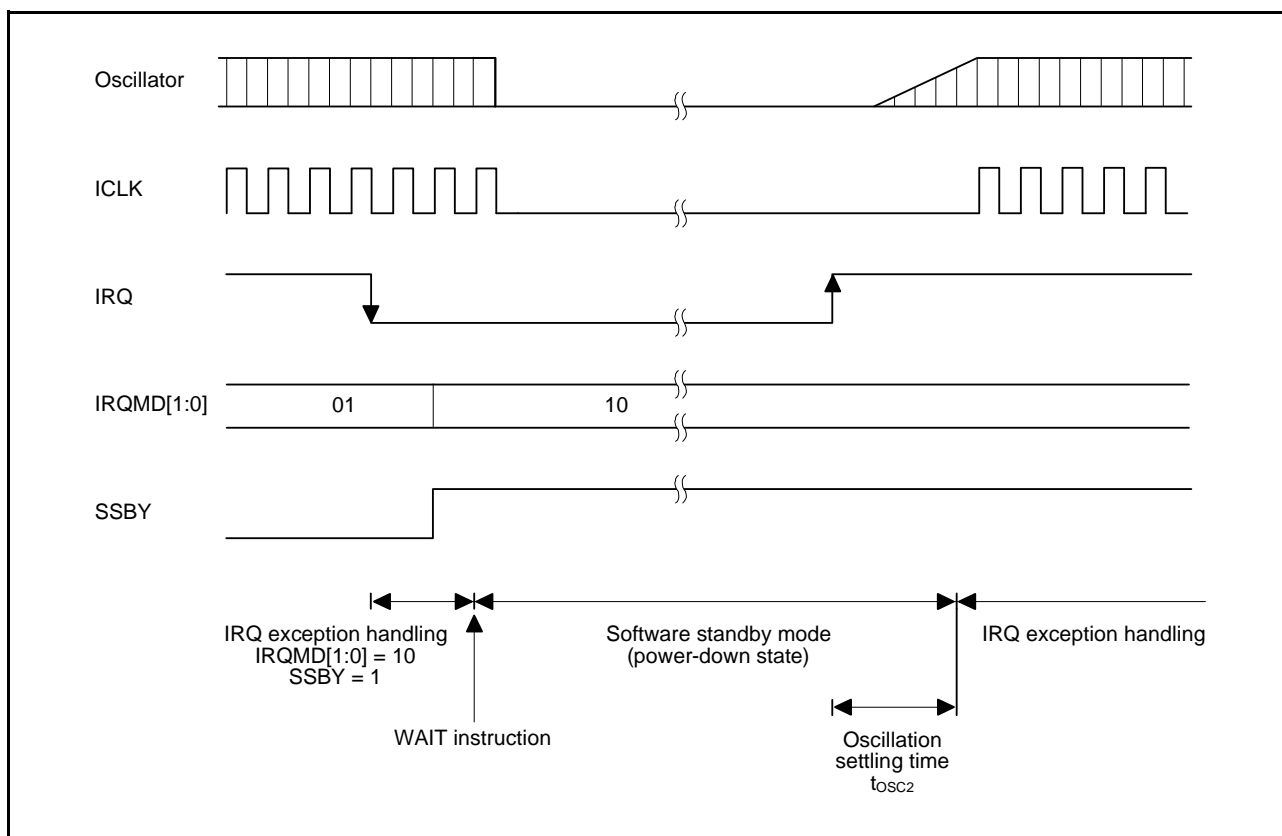 Oscillator
ICLK
IRQ
IRQMD[1:0]
01
10
SSBY
IRQ exception handling
IRQMD[1:0] = 10
SSBY = 1
WAIT instruction
Software standby mode
(power-down state)
Oscillation
settling time
tOSC2
IRQ exception handling